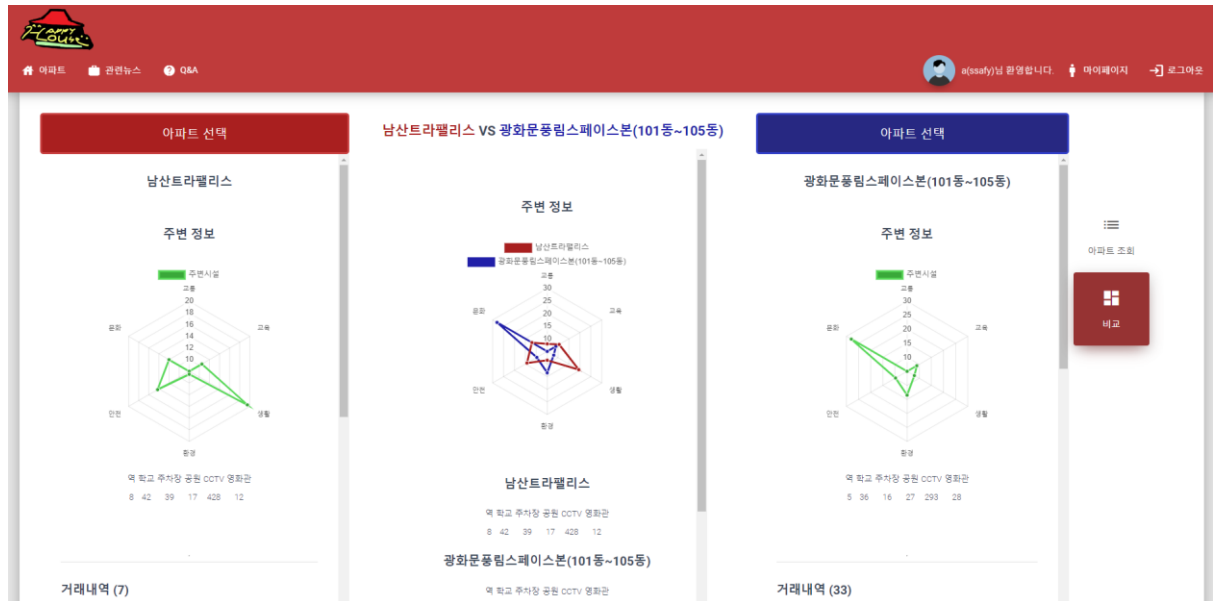 Happy House
아파트
관련뉴스
Q&A
a(ssafy)님 환영합니다.
마이페이지
로그아웃
아파트 선택
남산트라팰리스
주변 정보
주변시설
교통
20
18
16
14
12
10
문화
교육
안전
생활
환경
역 학교 주차장 공원 CCTV 영화관
8 42 39 17 428 12
거래내역 (7)
남산트라팰리스 VS 광화문풍림스페이스본(101동~105동)
주변 정보
남산트라팰리스
광화문풍림스페이스본(101동~105동)
교통
30
25
20
15
10
문화
교육
안전
생활
환경
남산트라팰리스
역 학교 주차장 공원 CCTV 영화관
8 42 39 17 428 12
광화문풍림스페이스본(101동~105동)
역 학교 주차장 공원 CCTV 영화관
아파트 선택
광화문풍림스페이스본(101동~105동)
주변 정보
주변시설
교통
30
25
20
15
10
문화
교육
안전
생활
환경
역 학교 주차장 공원 CCTV 영화관
5 36 16 27 293 28
거래내역 (33)
아파트 조회
비교